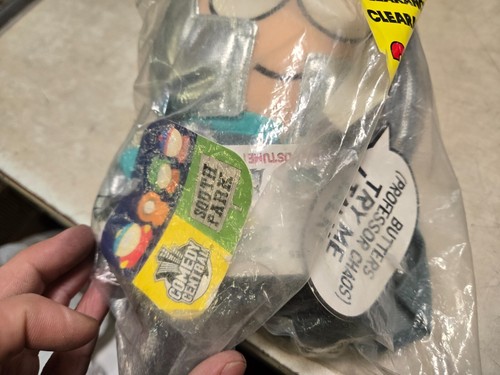 CLEARA
SOUTH
PARK
COMEDY
CENTRAL
BUTTERS
(PROFESSOR CHAOS)
TRY ME